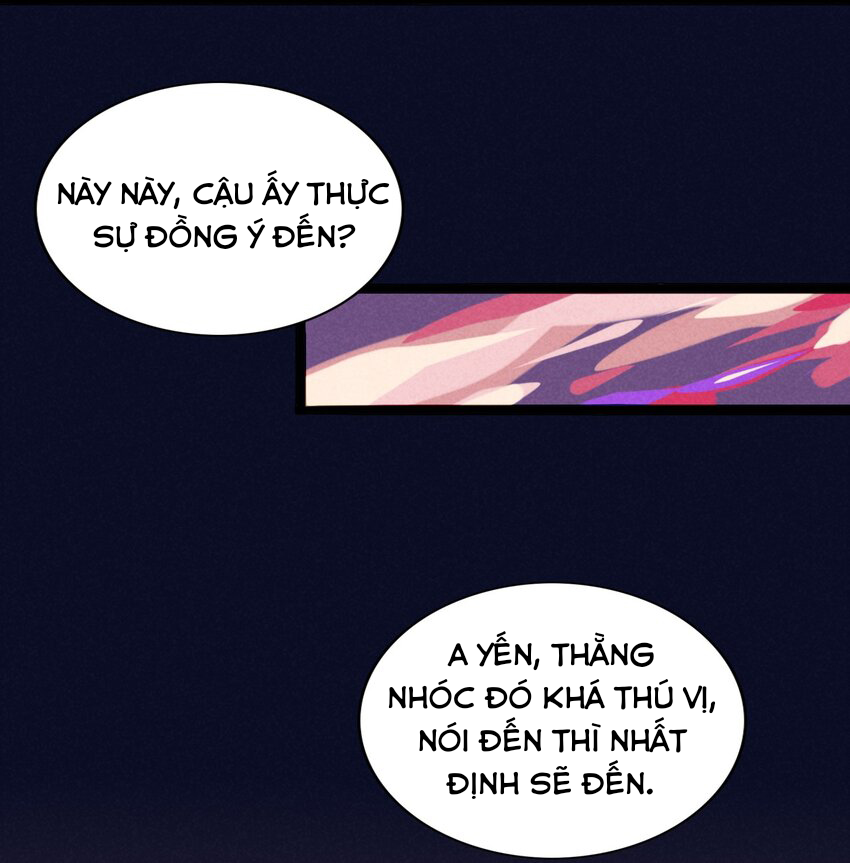 NÀY NÀY, CẬU ẤY THỰC
SỰ ĐỒNG Ý ĐẾN?
A YẾN, THẰNG
NHÓC ĐÓ KHÁ THÚ VỊ,
NÓI ĐẾN THÌ NHẤT
ĐỊNH SẼ ĐẾN.